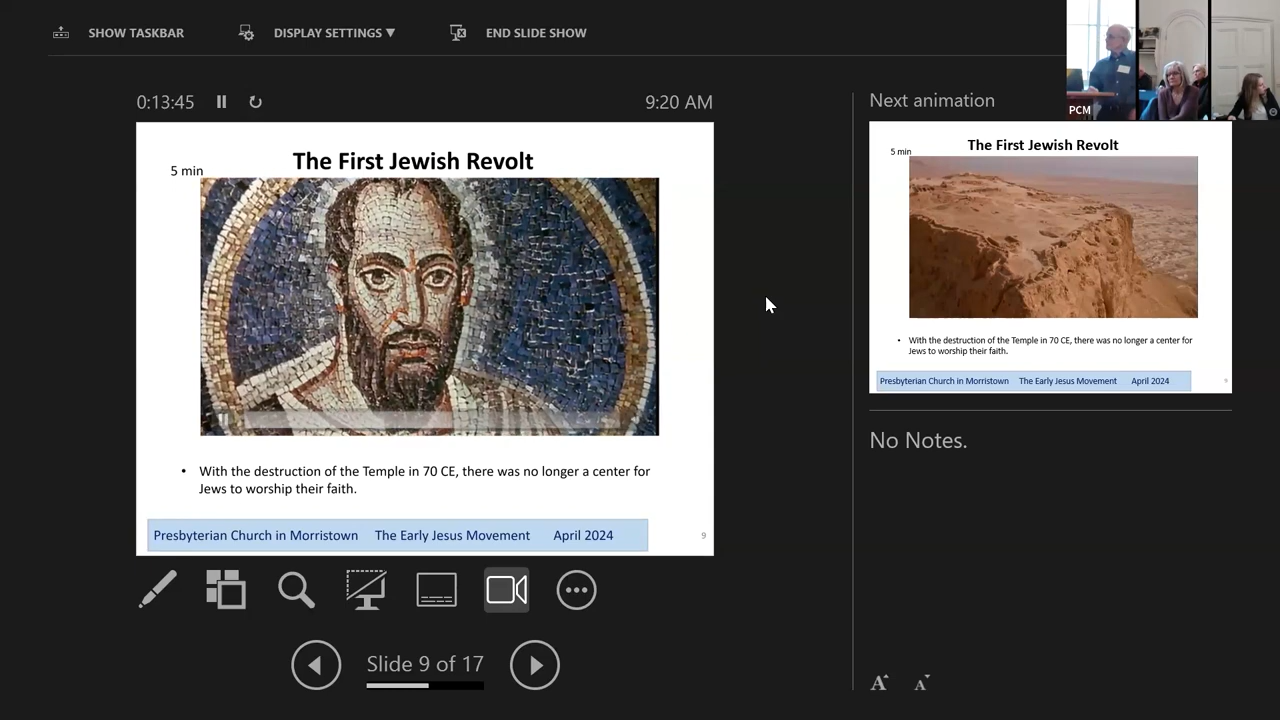 SHOW TASKBAR
DISPLAY SETTINGS ▼
END SLIDE SHOW
PCM
0:13:45
9:20 AM
5 min
The First Jewish Revolt
• With the destruction of the Temple in 70 CE, there was no longer a center for
Jews to worship their faith.
Presbyterian Church in Morristown The Early Jesus Movement April 2024
9
Slide 9 of 17
Next animation
5 min
The First Jewish Revolt
• With the destruction of the Temple in 70 CE, there was no longer a center for
Jews to worship their faith.
Presbyterian Church in Morristown The Early Jesus Movement April 2024
9
No Notes.
A A